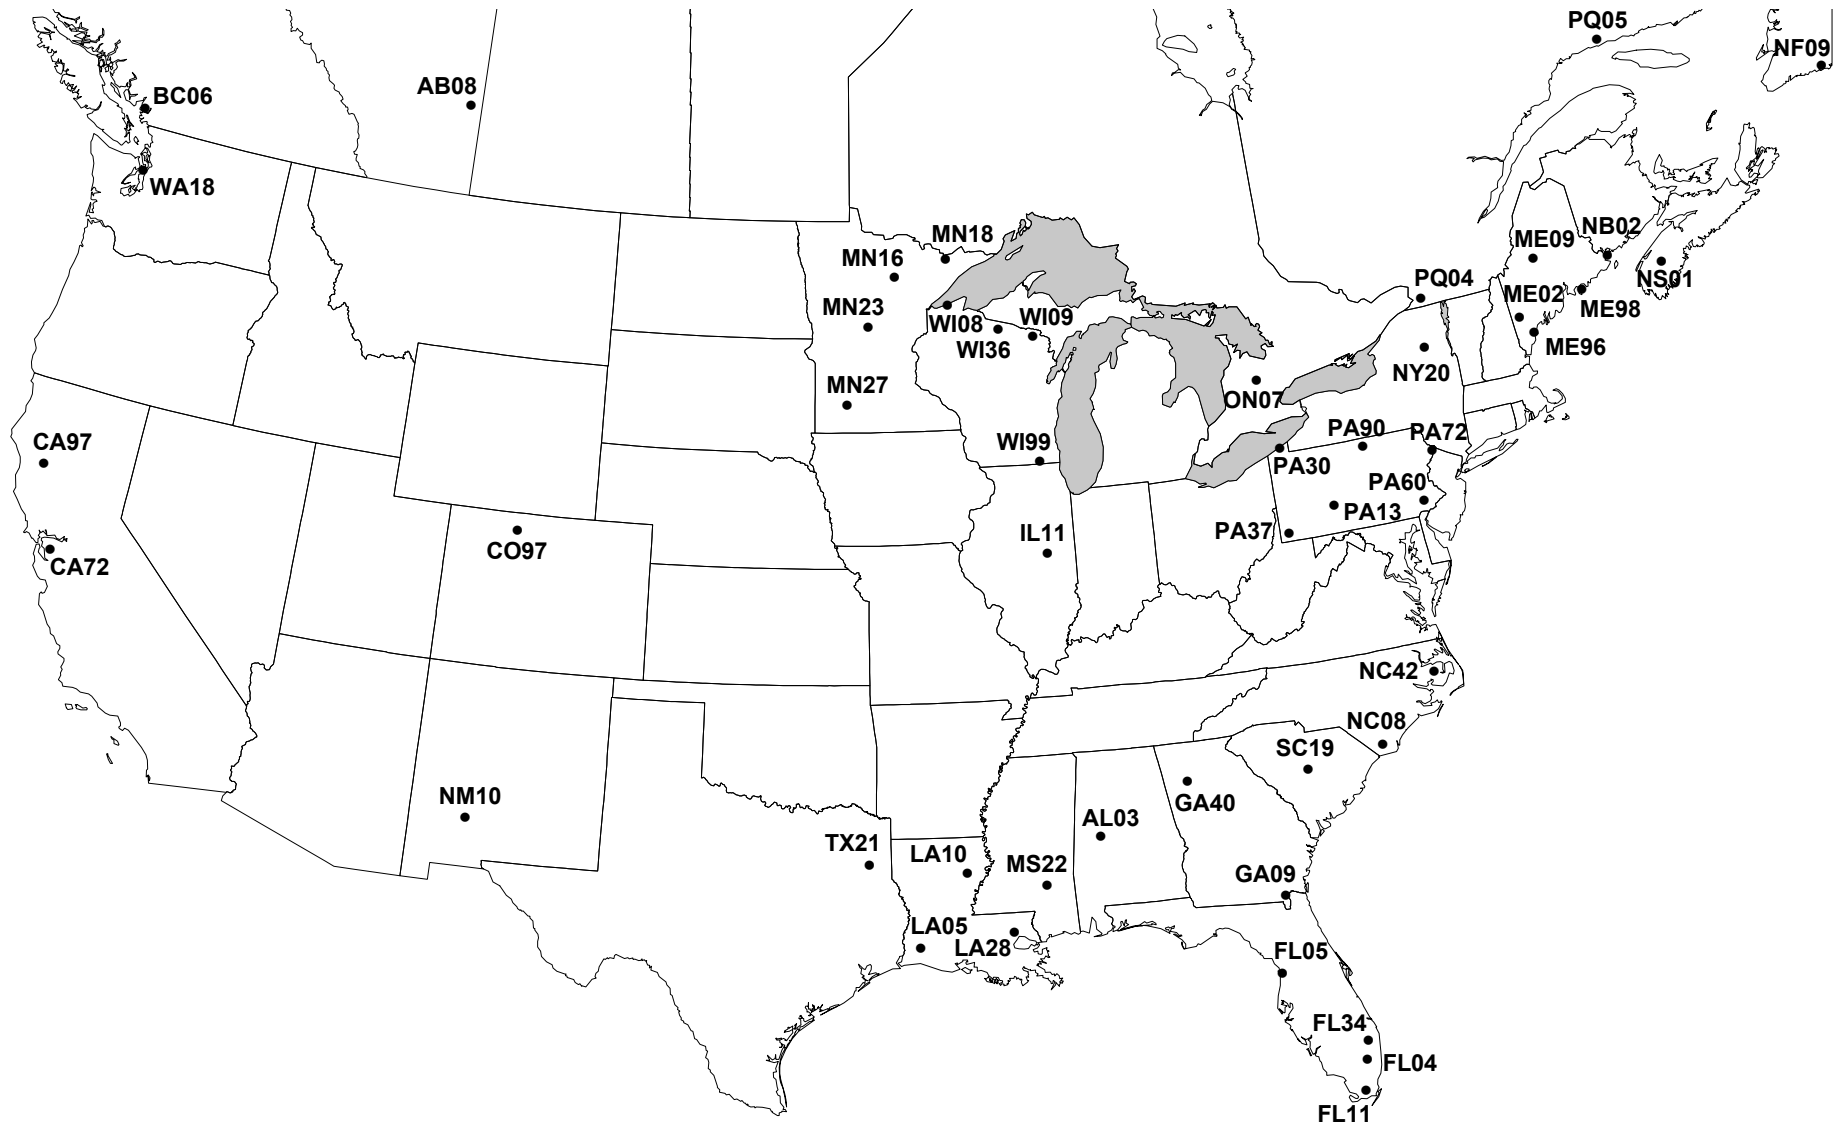 PQ05
NF09
AB08
BC06
WA18
NB02
MN18
ME09
MN16
NS01
PQ04
ME02
MN23
ME98
WI08
WI09
WI36
ME96
NY20
MN27
ON07
PA90
PA72
CA97
WI99
PA30
PA60
PA13
IL11
PA37
CO97
CA72
NC42
NC08
SC19
NM10
GA40
AL03
TX21
LA10
MS22
GA09
LA05
LA28
FL05
FL34
FL04
FL11